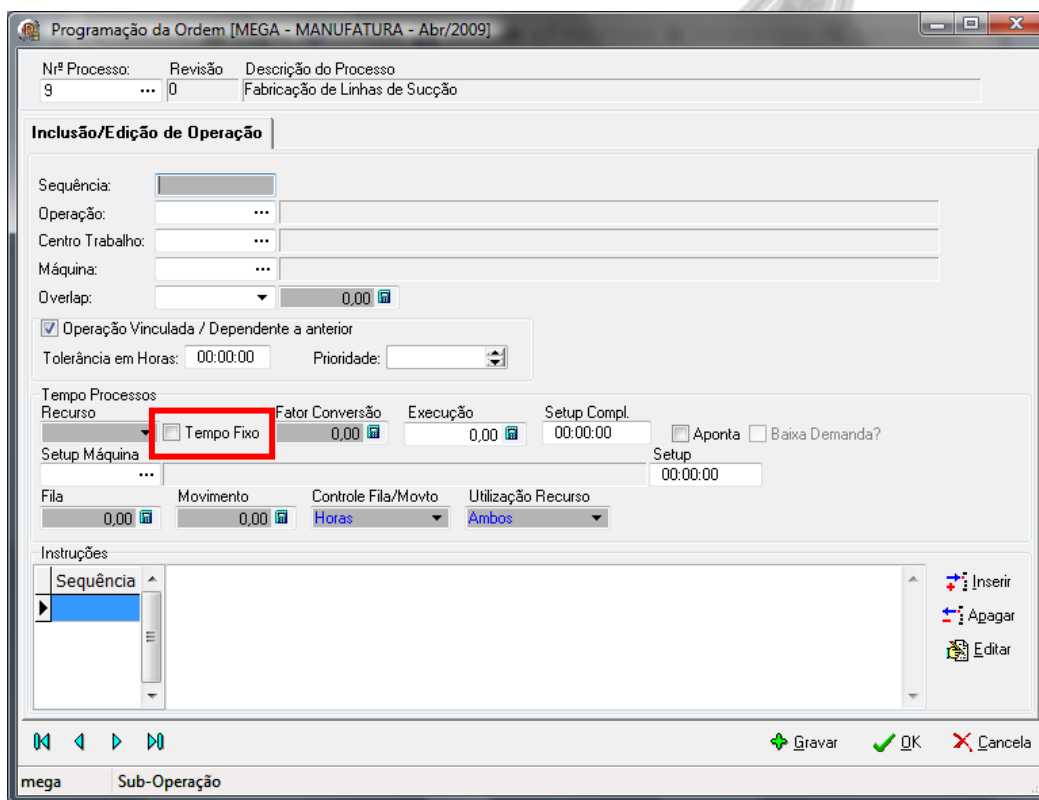 Programação da Ordem [MEGA - MANUFATURA - Abr/2009]
Nrº Processo: Revisão Descrição do Processo
9 ... 0 Fabricação de Linhas de Sucção
Inclusão/Edição de Operação
Sequência:
Operação: ...
Centro Trabalho: ...
Máquina: ...
Overlap: 0,00
Operação Vinculada / Dependente a anterior
Tolerância em Horas: 00:00:00 Prioridade:
Tempo Processos
Recurso Tempo Fixo Fator Conversão Execução Setup Compl.
0,00 0,00 00:00:00 Aponta Baixa Demanda?
Setup Máquina Setup
... 00:00:00
Fila Movimento Controle Fila/Movto Utilização Recurso
0,00 0,00 Horas Ambos
Instruções
Sequência
Inserir
Apagar
Editar
Gravar OK Cancela
mega Sub-Operação